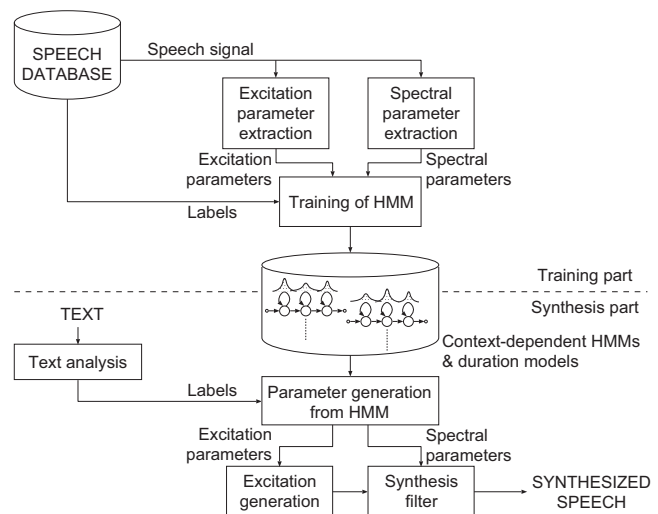 SPEECH
DATABASE
Speech signal
Excitation
parameter
extraction
Spectral
parameter
extraction
Excitation
parameters
Spectral
parameters
Labels
Training of HMM
Training part
Synthesis part
Context-dependent HMMs
& duration models
TEXT
Text analysis
Labels
Parameter generation
from HMM
Excitation
parameters
Spectral
parameters
Excitation
generation
Synthesis
filter
SYNTHESIZED
SPEECH